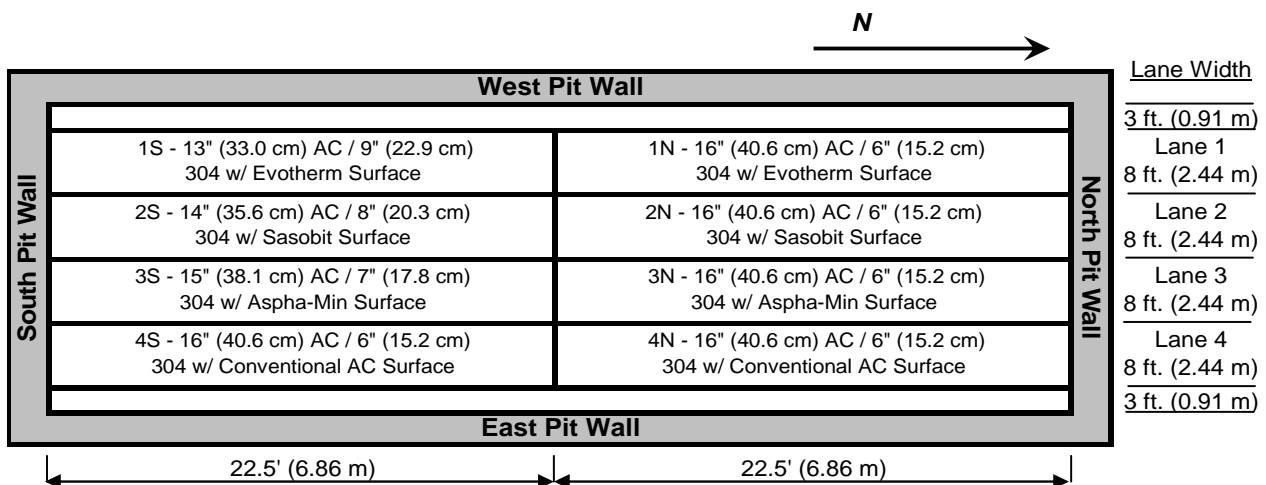 N
West Pit Wall
Lane Width
3 ft. (0.91 m)
South Pit Wall
1S - 13" (33.0 cm) AC / 9" (22.9 cm)
304 w/ Evotherm Surface
1N - 16" (40.6 cm) AC / 6" (15.2 cm)
304 w/ Evotherm Surface
Lane 1
8 ft. (2.44 m)
2S - 14" (35.6 cm) AC / 8" (20.3 cm)
304 w/ Sasobit Surface
2N - 16" (40.6 cm) AC / 6" (15.2 cm)
304 w/ Sasobit Surface
Lane 2
8 ft. (2.44 m)
3S - 15" (38.1 cm) AC / 7" (17.8 cm)
304 w/ Aspha-Min Surface
3N - 16" (40.6 cm) AC / 6" (15.2 cm)
304 w/ Aspha-Min Surface
Lane 3
8 ft. (2.44 m)
4S - 16" (40.6 cm) AC / 6" (15.2 cm)
304 w/ Conventional AC Surface
4N - 16" (40.6 cm) AC / 6" (15.2 cm)
304 w/ Conventional AC Surface
Lane 4
8 ft. (2.44 m)
North Pit Wall
3 ft. (0.91 m)
East Pit Wall
22.5' (6.86 m)
22.5' (6.86 m)